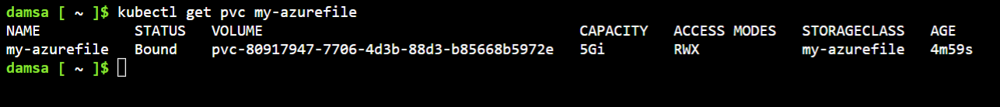 damsa [ ~ ]$ kubectl get pvc my-azurefile
NAME STATUS VOLUME CAPACITY ACCESS MODES STORAGECLASS AGE
my-azurefile Bound pvc-80917947-7706-4d3b-88d3-b85668b5972e 5Gi RWX my-azurefile 4m59s
damsa [ ~ ]$